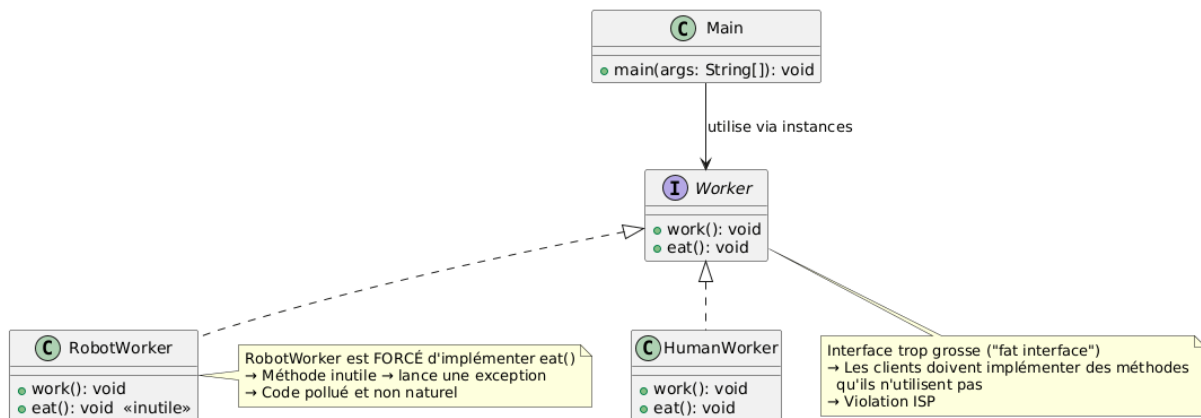 C Main
+ main(args: String[]): void
utilise via instances
I Worker
work(): void
eat(): void
C RobotWorker
work(): void
eat(): void «inutile»
RobotWorker est FORCÉ d'implémenter eat()
→ Méthode inutile → lance une exception
→ Code pollué et non naturel
C HumanWorker
work(): void
eat(): void
Interface trop grosse ("fat interface")
→ Les clients doivent implémenter des méthodes
qu'ils n'utilisent pas
→ Violation ISP